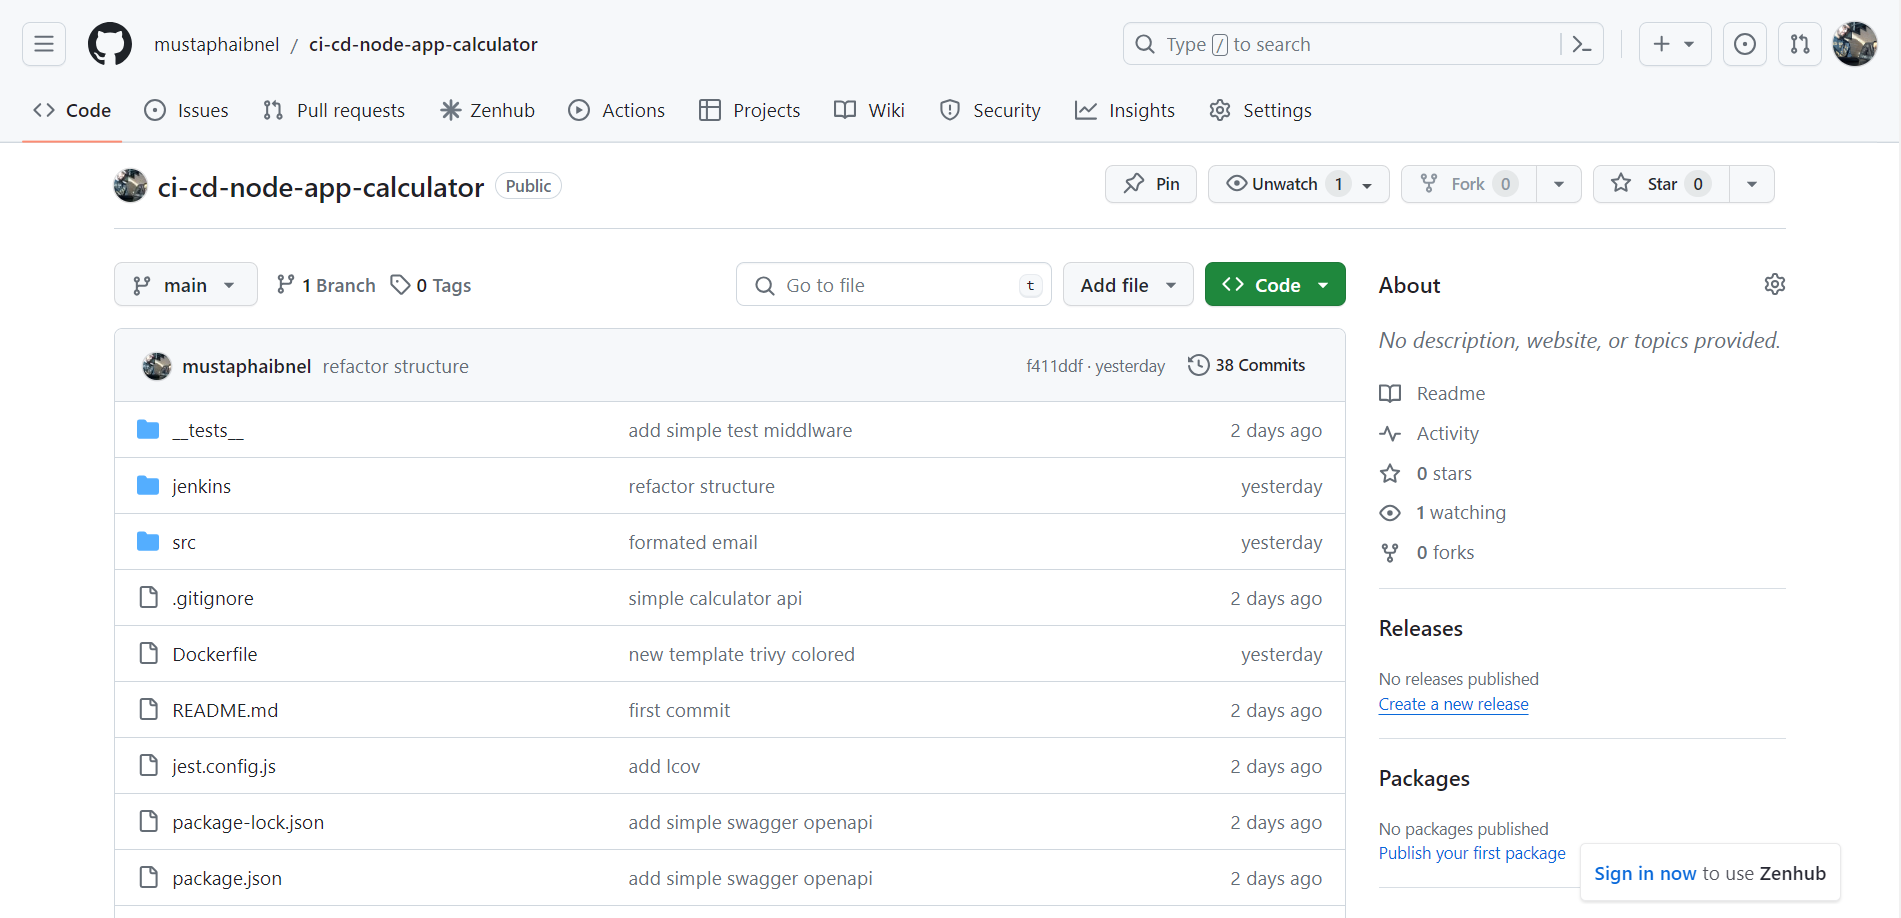 mustaphaibnel / ci-cd-node-app-calculator
Type / to search
Code Issues Pull requests Zenhub Actions Projects Wiki Security Insights Settings
ci-cd-node-app-calculator Public
Pin Unwatch 1 Fork 0 Star 0
main 1 Branch 0 Tags Go to file t Add file Code
mustaphaibnel refactor structure f411ddf · yesterday 38 Commits
__tests__ add simple test middlware 2 days ago
jenkins refactor structure yesterday
src formated email yesterday
.gitignore simple calculator api 2 days ago
Dockerfile new template trivy colored yesterday
README.md first commit 2 days ago
jest.config.js add lcov 2 days ago
package-lock.json add simple swagger openapi 2 days ago
package.json add simple swagger openapi 2 days ago
About
No description, website, or topics provided.
Readme
Activity
0 stars
1 watching
0 forks
Releases
No releases published
Create a new release
Packages
No packages published
Publish your first package
Sign in now to use Zenhub